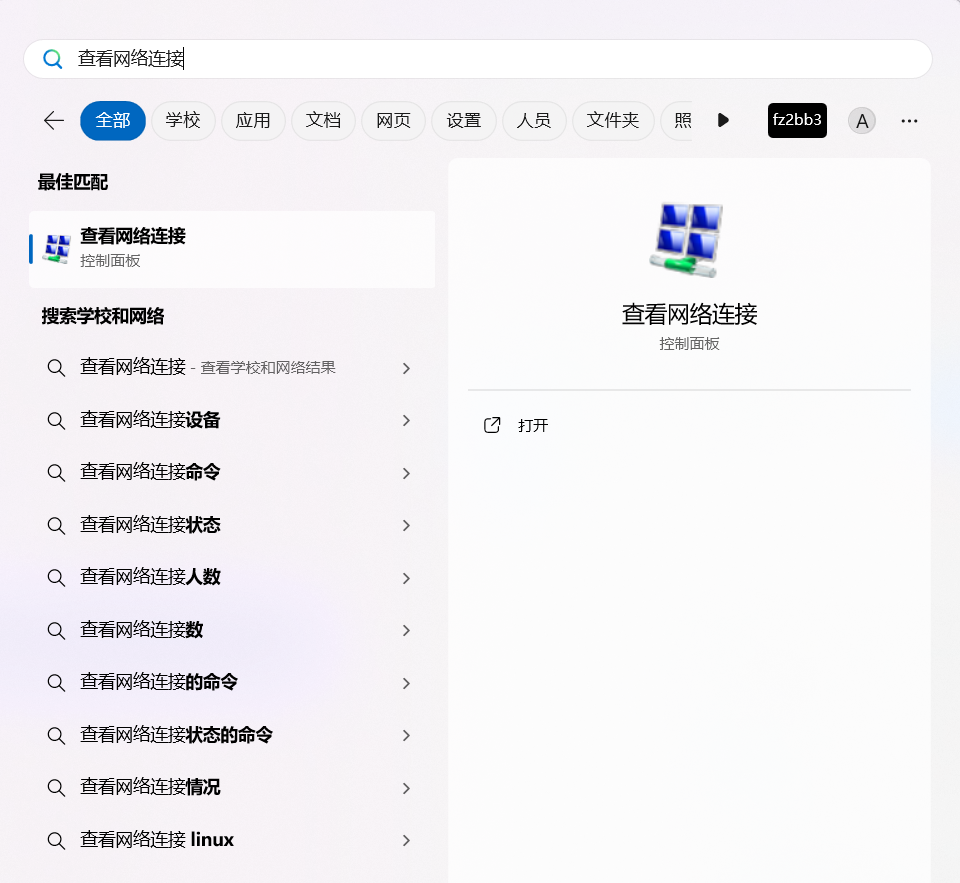 查看网络连接
全部 学校 应用 文档 网页 设置 人员 文件夹 照 fz2bb3 A
最佳匹配
查看网络连接
控制面板
搜索学校和网络
查看网络连接 - 查看学校和网络结果
查看网络连接设备
查看网络连接命令
查看网络连接状态
查看网络连接人数
查看网络连接数
查看网络连接的命令
查看网络连接状态的命令
查看网络连接情况
查看网络连接 linux
查看网络连接
控制面板
打开